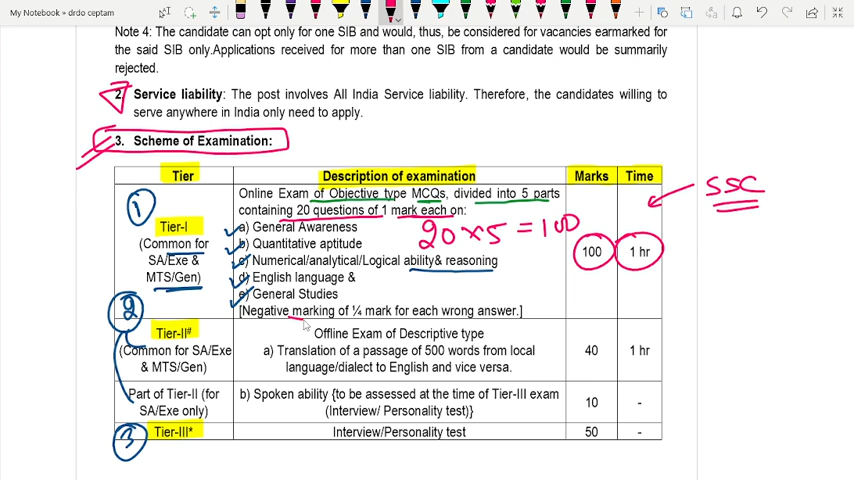 My Notebook > drdo ceptam
Note 4: The candidate can opt only for one SIB and would, thus, be considered for vacancies earmarked for
the said SIB only.Applications received for more than one SIB from a candidate would be summarily
rejected.
2. Service liability: The post involves All India Service liability. Therefore, the candidates willing to
serve anywhere in India only need to apply.
3. Scheme of Examination:
Tier Description of examination Marks Time
SSC
1
Online Exam of Objective type MCQs, divided into 5 parts
containing 20 questions of 1 mark each on:
Tier-I
(Common for
SA/Exe &
MTS/Gen)
a) General Awareness
b) Quantitative aptitude
c) Numerical/analytical/Logical ability& reasoning
d) English language &
e) General Studies
[Negative marking of ¼ mark for each wrong answer.]
20 × 5 = 100
100 1 hr
2
Tier-II#
(Common for SA/Exe
& MTS/Gen)
Offline Exam of Descriptive type
a) Translation of a passage of 500 words from local
language/dialect to English and vice versa.
40 1 hr
Part of Tier-II (for
SA/Exe only)
b) Spoken ability {to be assessed at the time of Tier-III exam
(Interview/ Personality test)}
10 -
3
Tier-III* Interview/Personality test 50 -